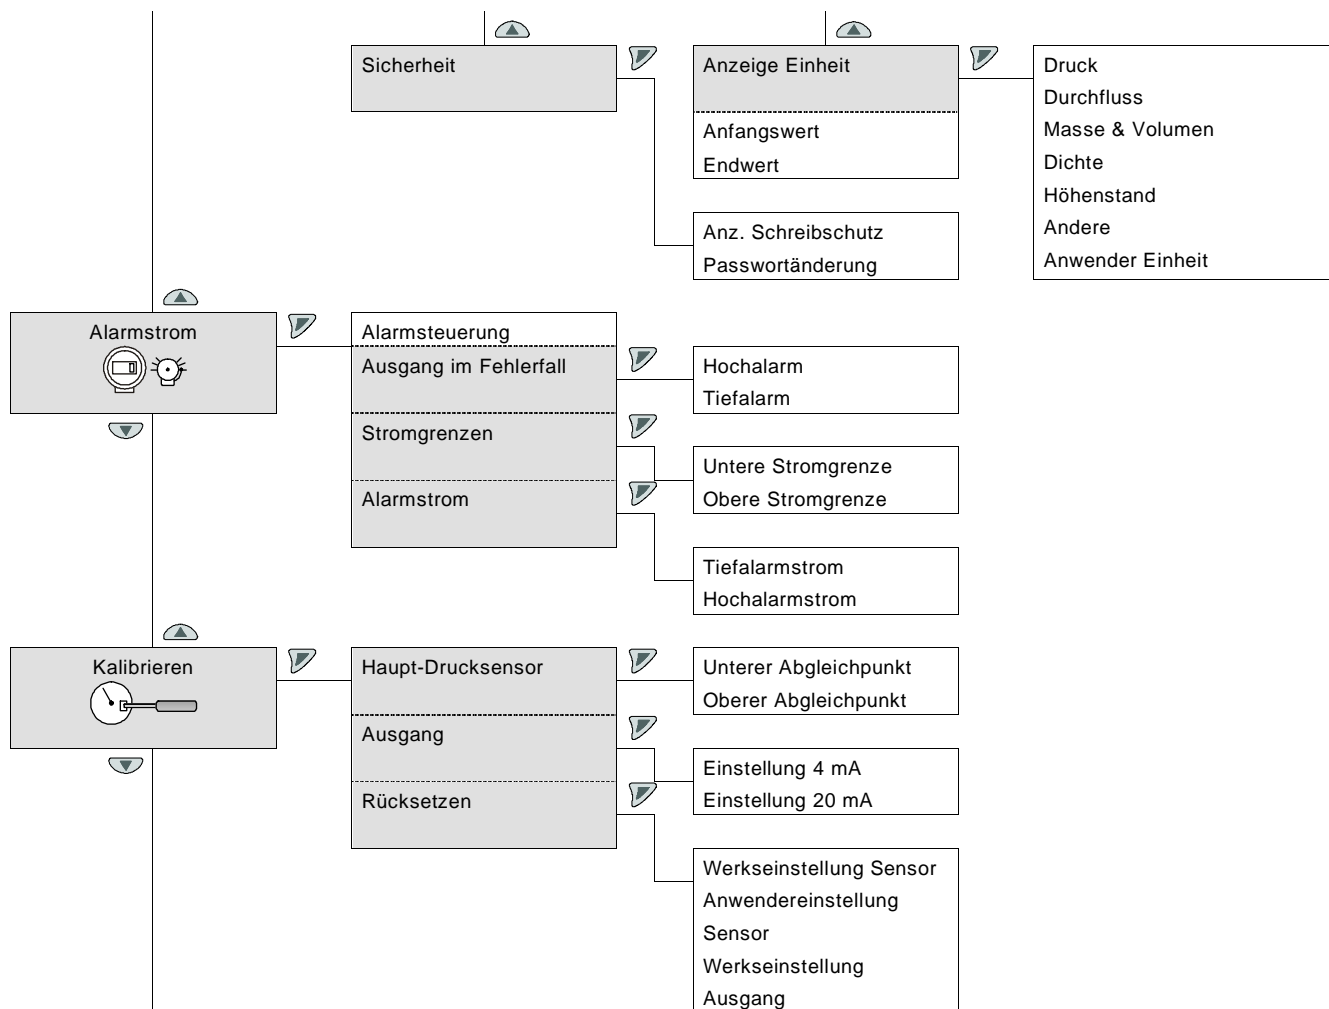 Sicherheit
Anzeige Einheit
Anfangswert
Endwert
Druck
Durchfluss
Masse & Volumen
Dichte
Höhenstand
Andere
Anwender Einheit
Anz. Schreibschutz
Passwortänderung
Alarmstrom
Alarmsteuerung
Ausgang im Fehlerfall
Stromgrenzen
Alarmstrom
Hochalarm
Tiefalarm
Untere Stromgrenze
Obere Stromgrenze
Tiefalarmstrom
Hochalarmstrom
Kalibrieren
Haupt-Drucksensor
Ausgang
Rücksetzen
Unterer Abgleichpunkt
Oberer Abgleichpunkt
Einstellung 4 mA
Einstellung 20 mA
Werkseinstellung Sensor
Anwendereinstellung
Sensor
Werkseinstellung
Ausgang